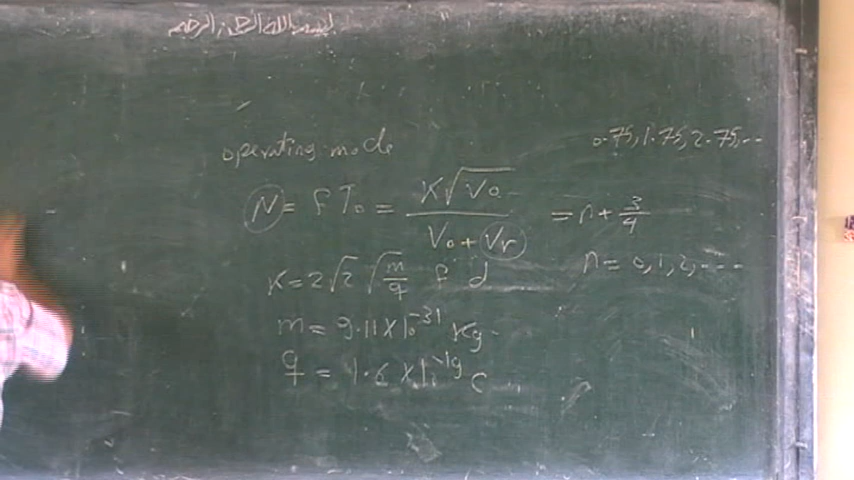 بسم الله الرحمن الرحيم
operating mode
0.75, 1.75, 2.75, ...
N = f T₀ = K√V₀ / (V₀ + Vr) = n + 3/4
n = 0, 1, 2, ---
K = 2√2 √(m/q) f d
m = 9.11 X 10⁻³¹ Kg
q = 1.6 X 10⁻¹⁹ C